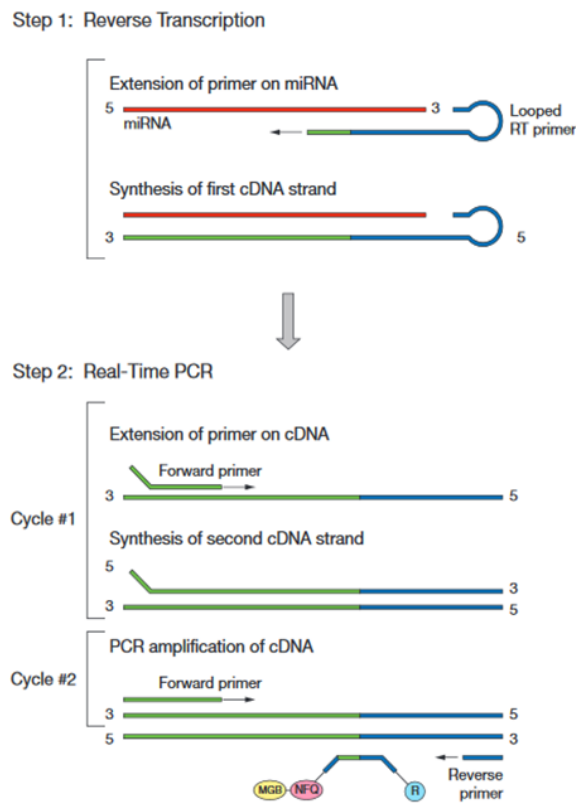 Step 1: Reverse Transcription
Extension of primer on miRNA
5
3
miRNA
Looped
RT primer
Synthesis of first cDNA strand
3
5
Step 2: Real-Time PCR
Extension of primer on cDNA
Forward primer
3
5
Cycle #1
Synthesis of second cDNA strand
5
3
3
5
PCR amplification of cDNA
Cycle #2
Forward primer
3
5
5
3
MGB
NFQ
R
Reverse
primer